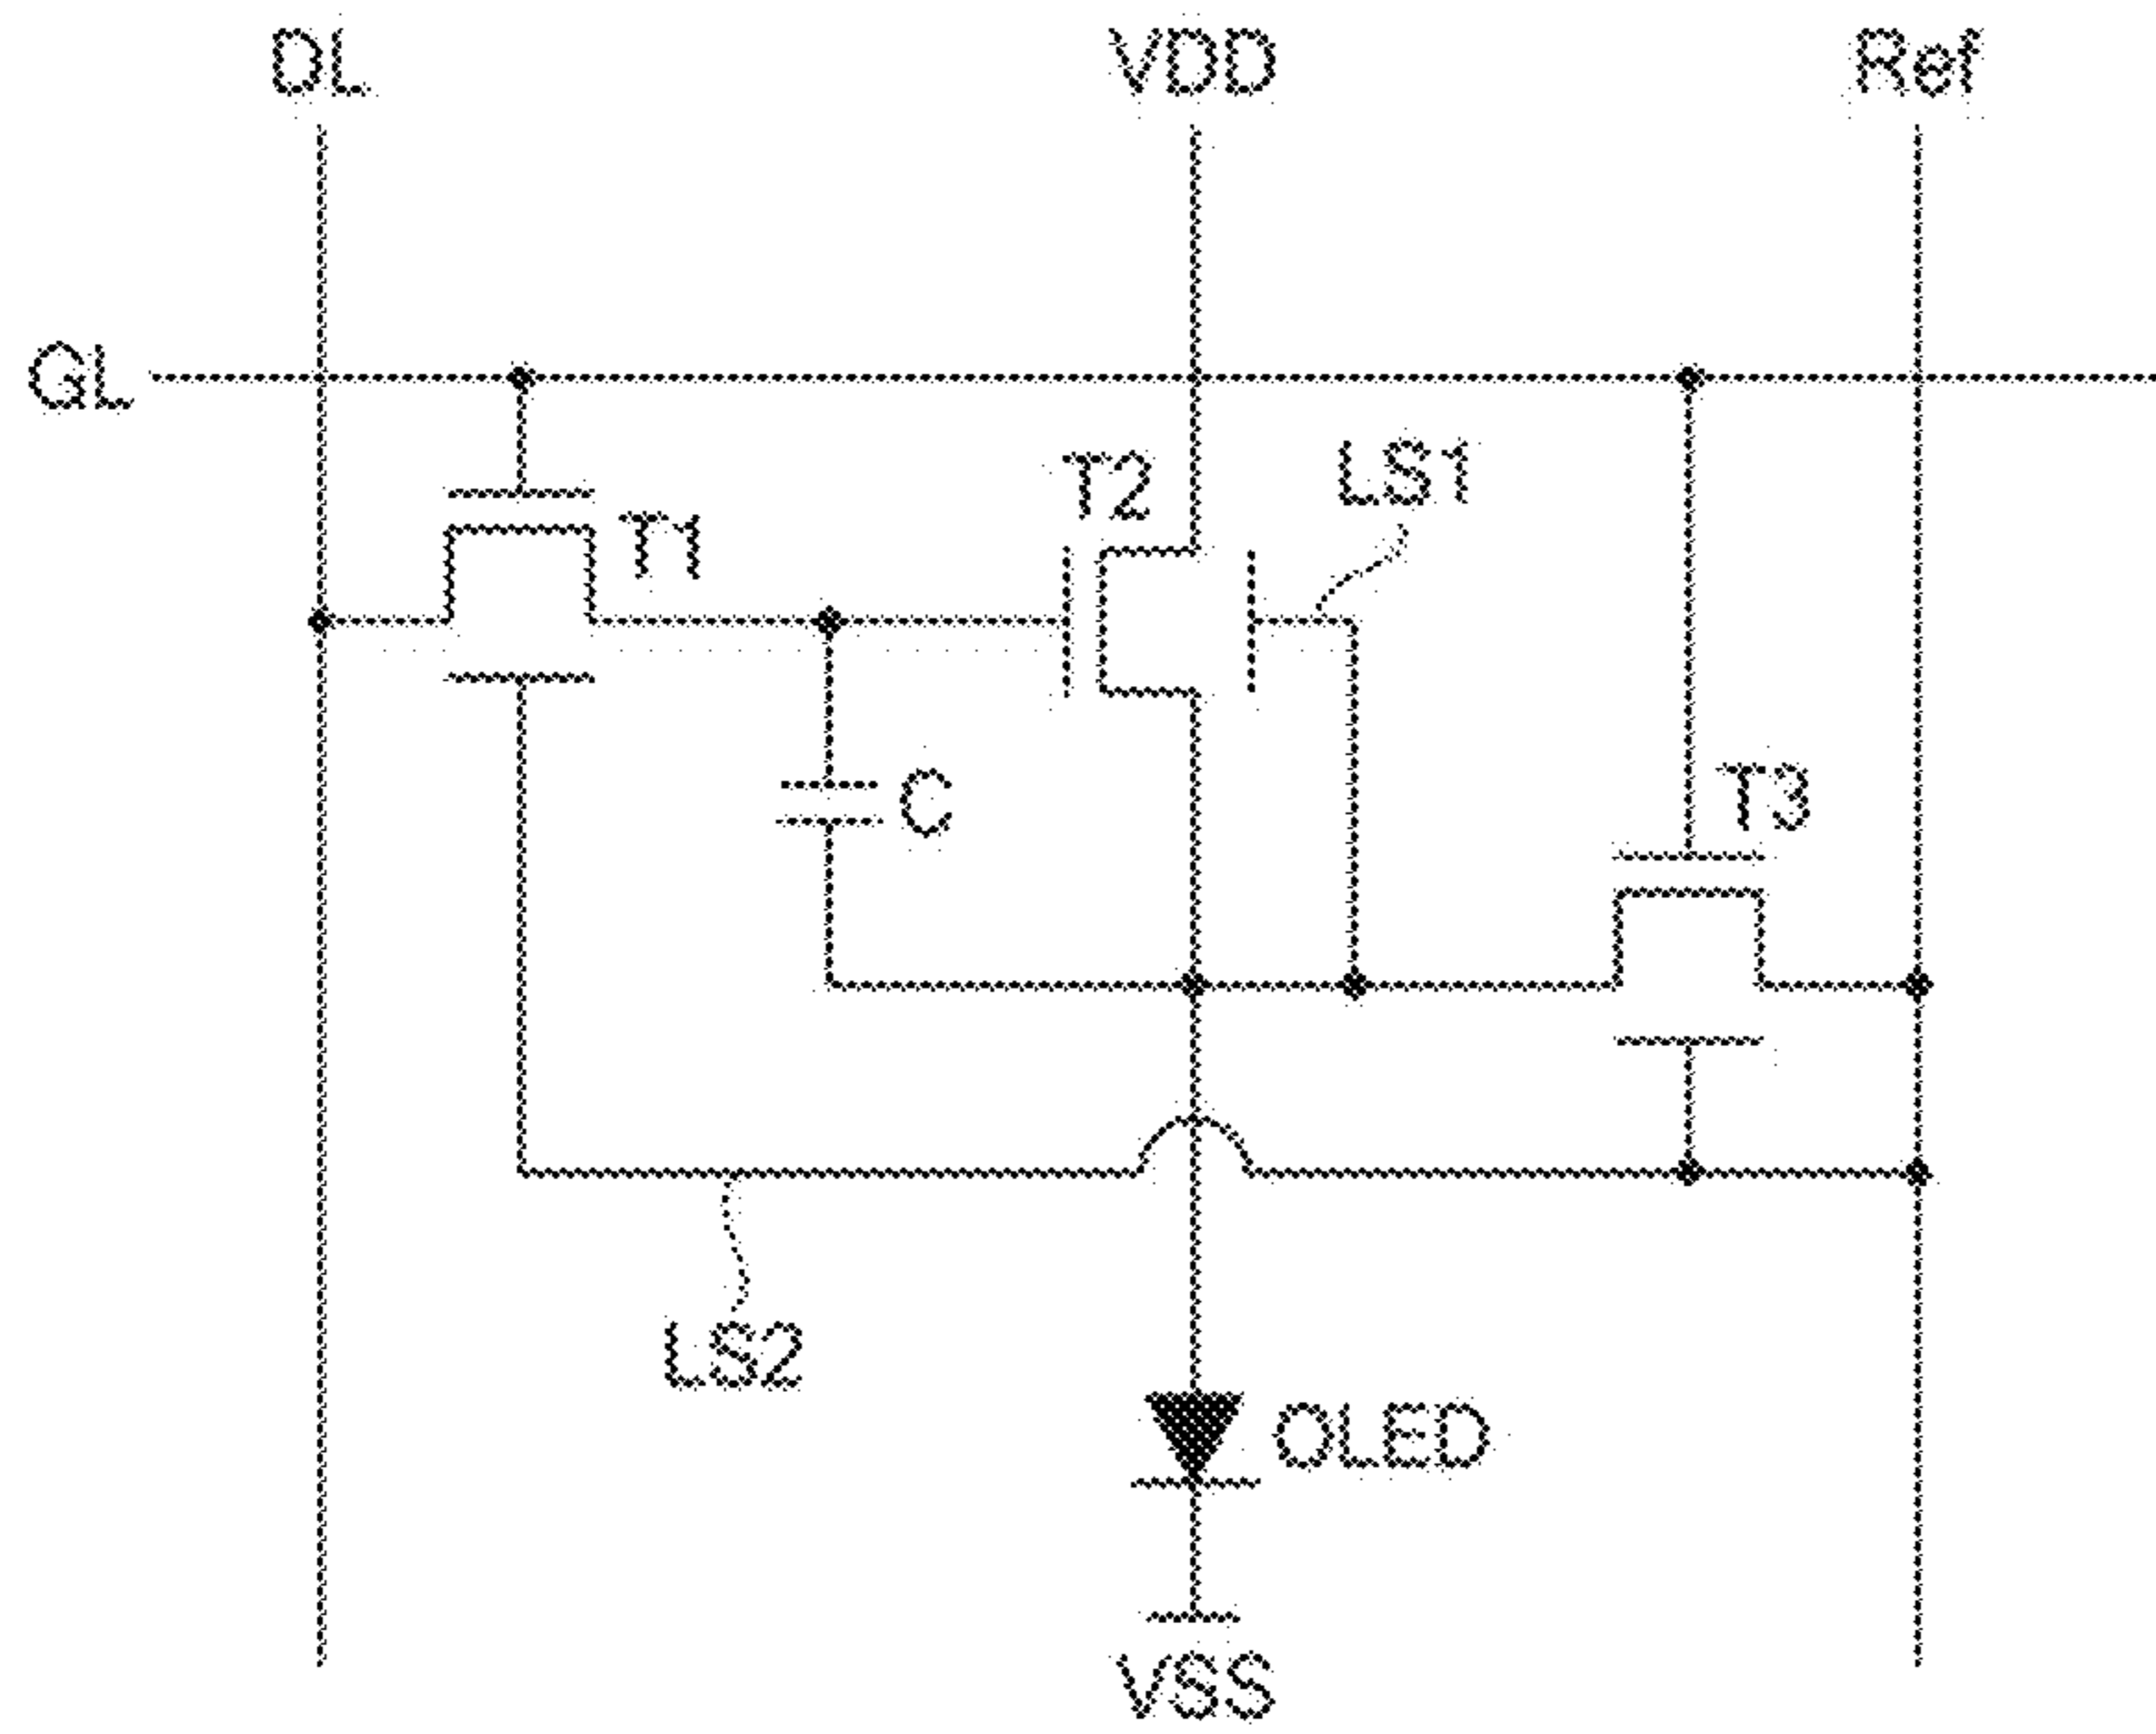 DL
VDD
Ref
GL
T2
LS1
T1
C
T3
LS2
OLED
VSS